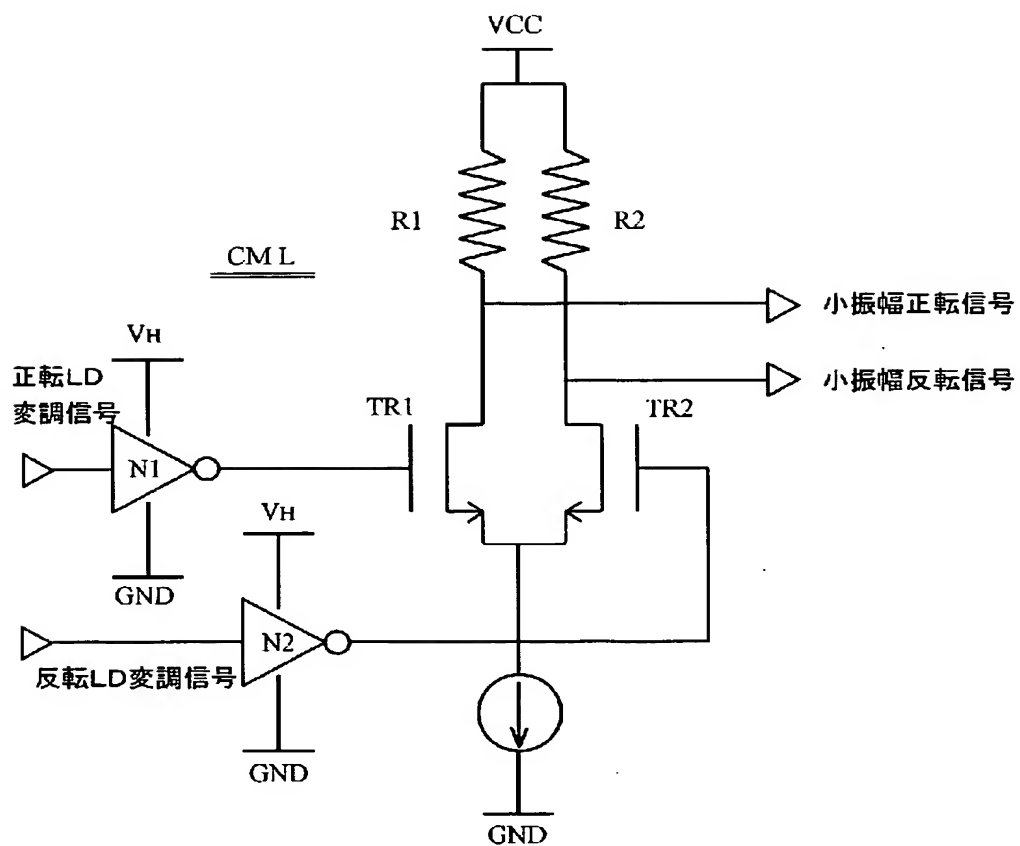 VCC
R1
R2
CML
小振幅正転信号
VH
正転LD
変調信号
小振幅反転信号
TR1
TR2
N1
VH
GND
N2
反転LD変調信号
GND
GND